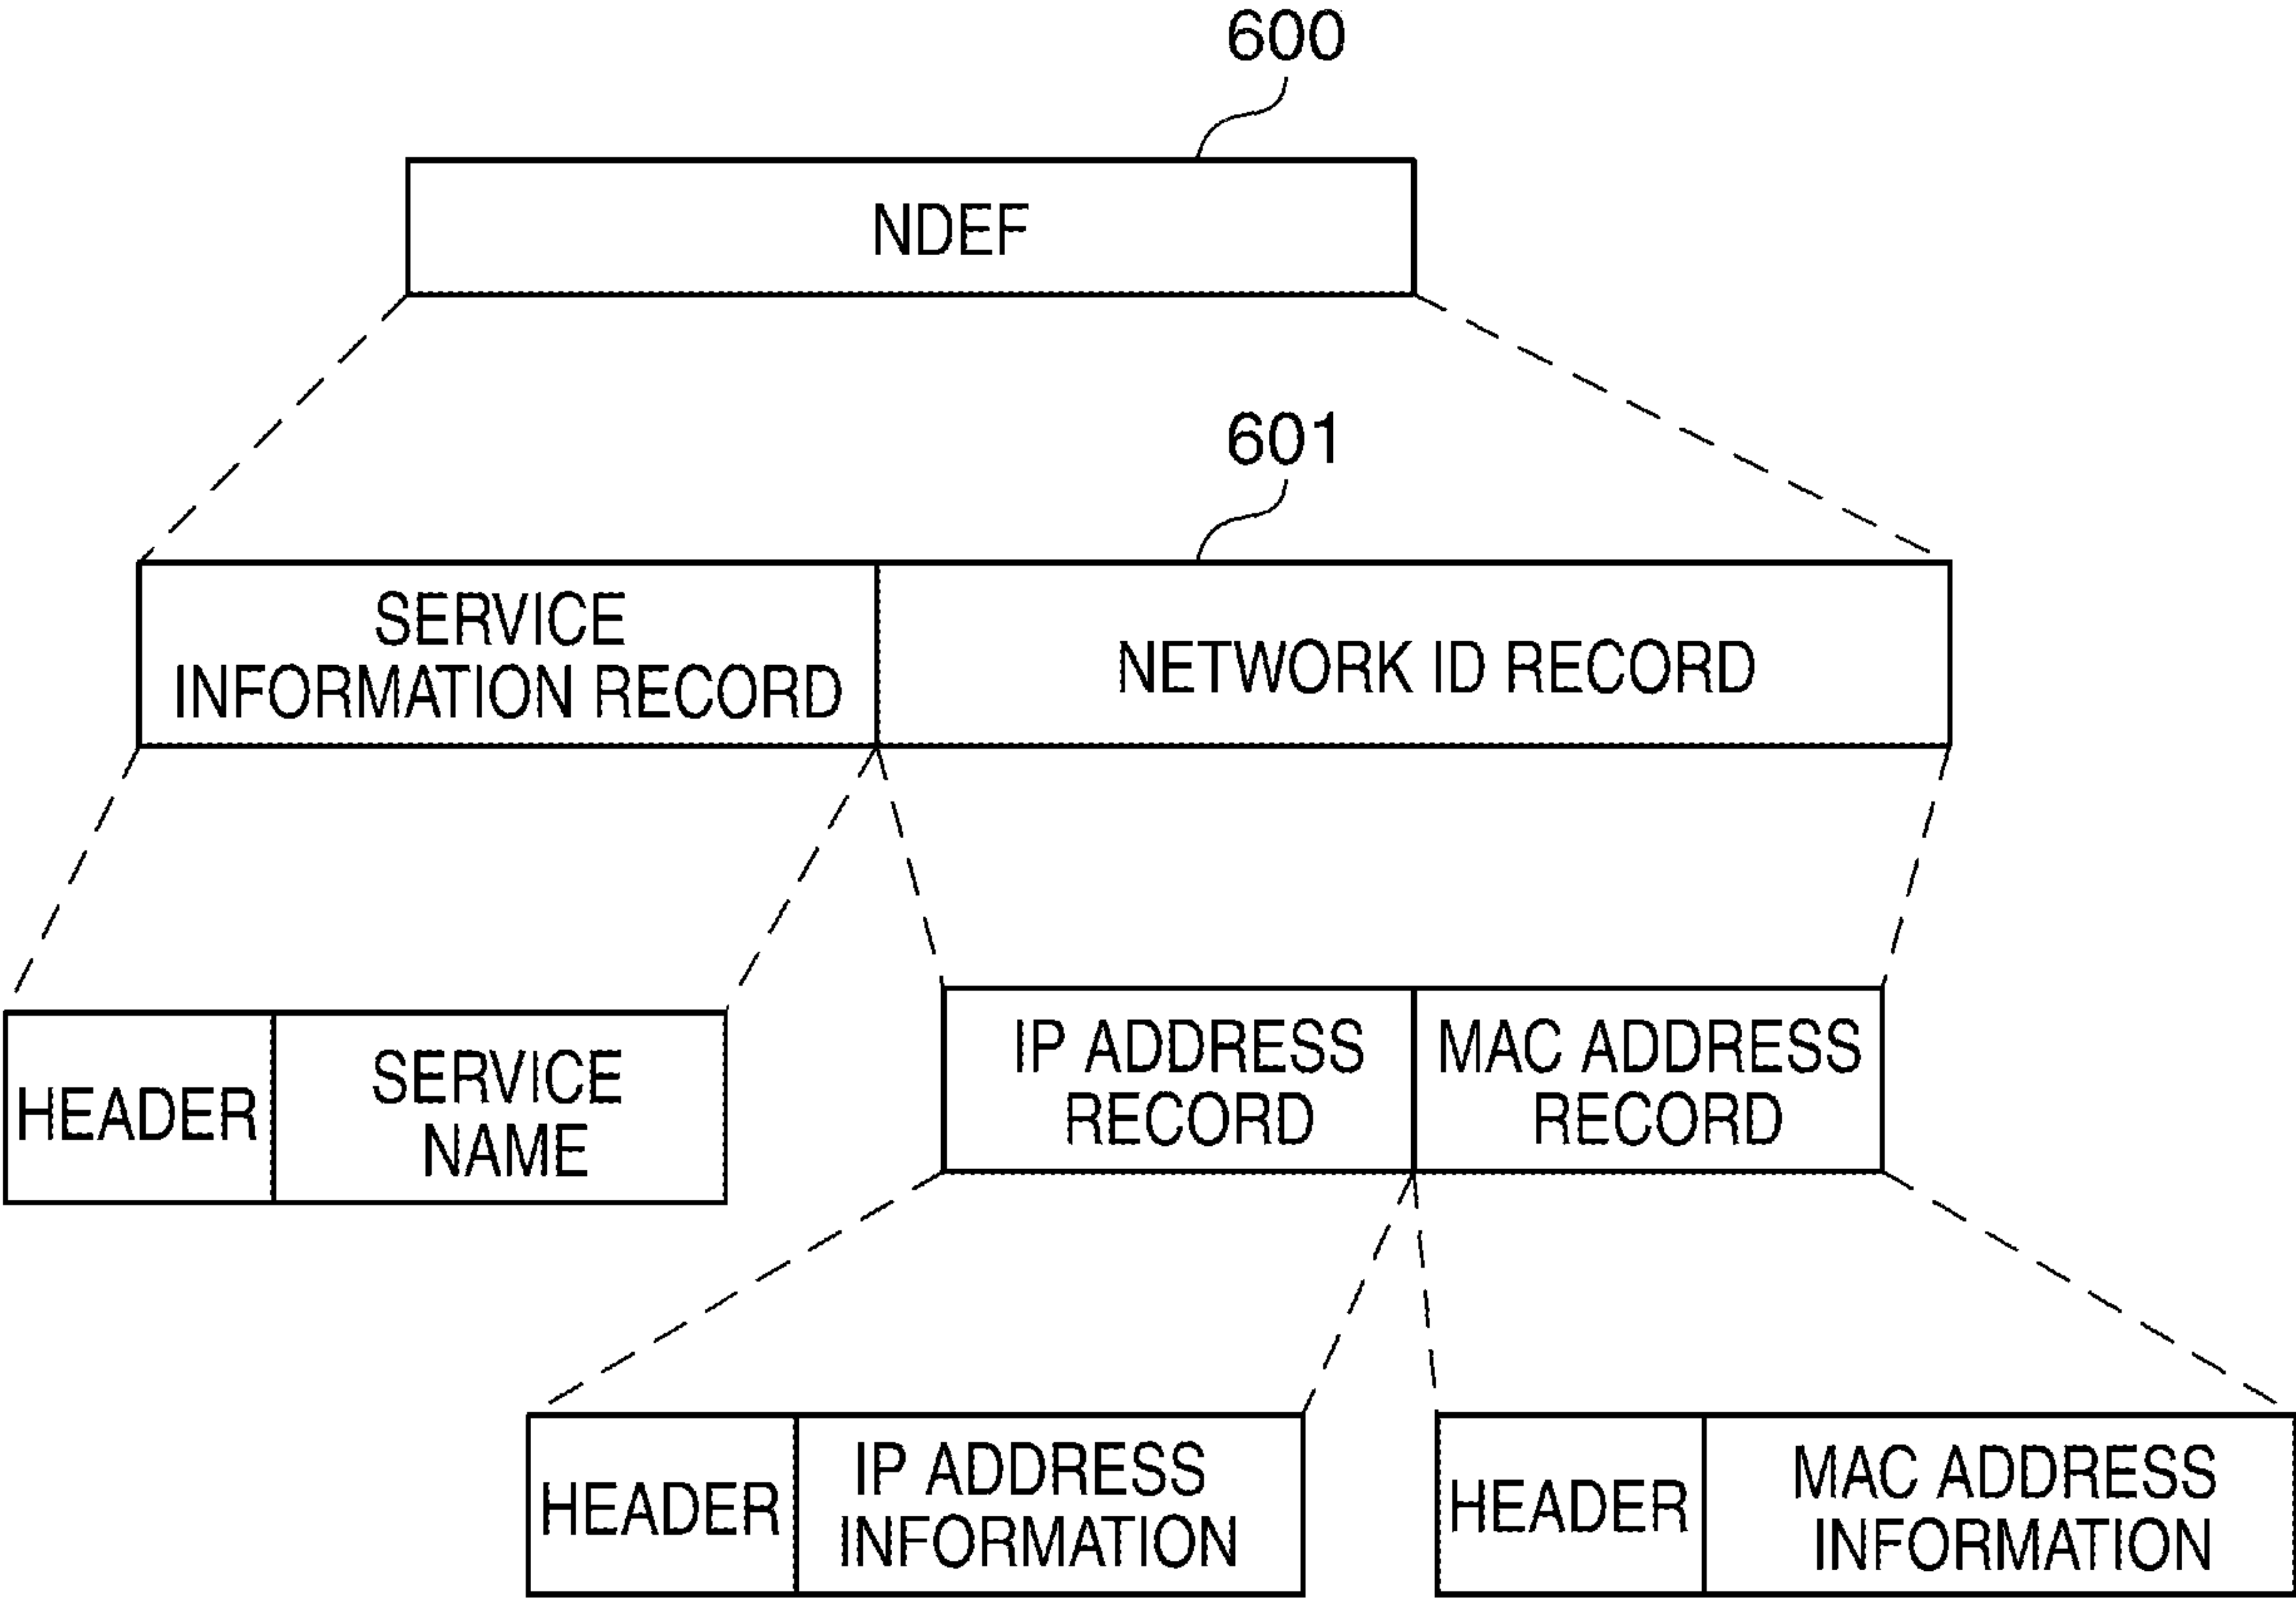 600
NDEF
601
SERVICE
INFORMATION RECORD
NETWORK ID RECORD
HEADER
SERVICE
NAME
IP ADDRESS
RECORD
MAC ADDRESS
RECORD
HEADER
IP ADDRESS
INFORMATION
HEADER
MAC ADDRESS
INFORMATION